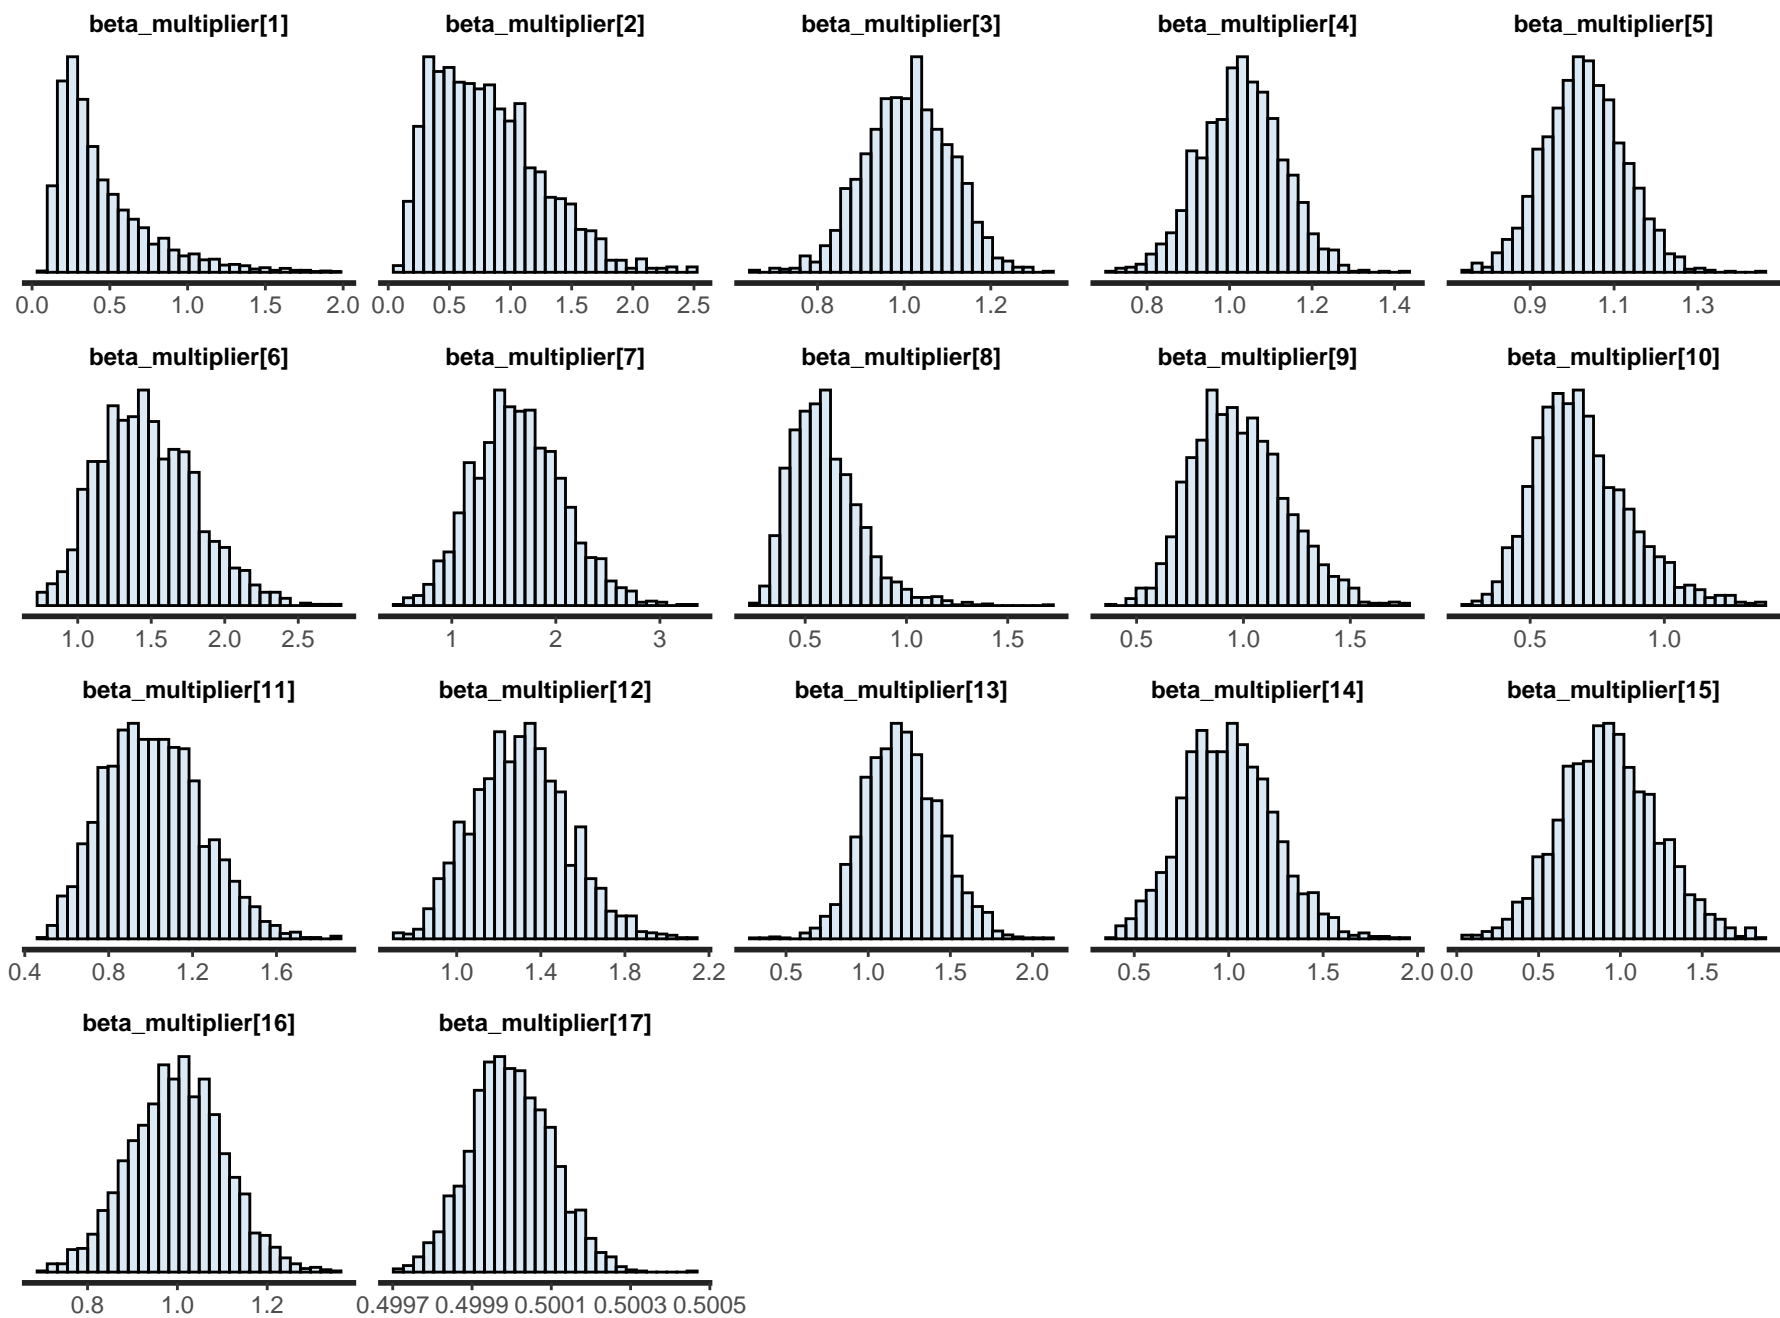 beta_multiplier[1] beta_multiplier[2] beta_multiplier[3] beta_multiplier[4] beta_multiplier[5]
0.0 0.5 1.0 1.5 2.0 0.0 0.5 1.0 1.5 2.0 2.5 0.8 1.0 1.2 0.8 1.0 1.2 1.4 0.9 1.1 1.3
beta_multiplier[6] beta_multiplier[7] beta_multiplier[8] beta_multiplier[9] beta_multiplier[10]
1.0 1.5 2.0 2.5 1 2 3 0.5 1.0 1.5 0.5 1.0 1.5 0.5 1.0
beta_multiplier[11] beta_multiplier[12] beta_multiplier[13] beta_multiplier[14] beta_multiplier[15]
0.4 0.8 1.2 1.6 1.0 1.4 1.8 2.2 0.5 1.0 1.5 2.0 0.5 1.0 1.5 2.0 0.0 0.5 1.0 1.5
beta_multiplier[16] beta_multiplier[17]
0.8 1.0 1.2 0.4997 0.4999 0.5001 0.5003 0.5005